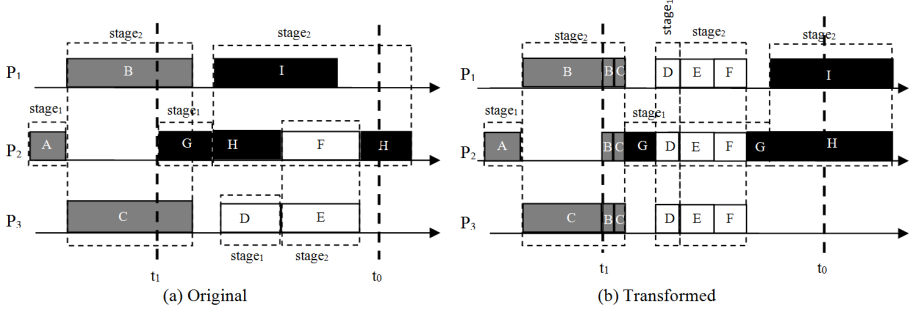 stage2
stage2
P1
B
I
stage1
stage1
P2
A
G
H
F
H
P3
C
D
E
stage1
stage2
t1
t0
(a) Original
stage1
stage2
stage2
stage2
P1
B
B
C
D
E
F
I
stage1
stage1
P2
A
B
C
G
D
E
F
G
H
P3
C
B
C
D
E
F
t1
t0
(b) Transformed